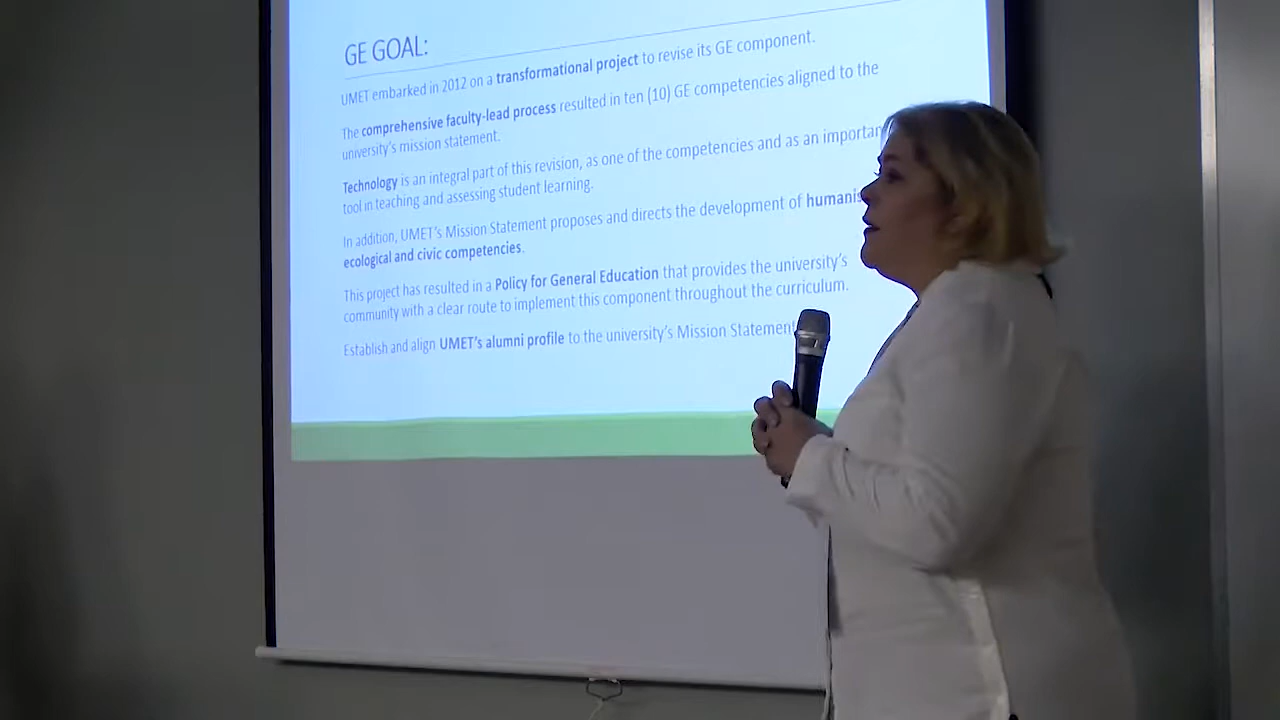 GE GOAL:
UMET embarked in 2012 on a transformational project to revise its GE component.
The comprehensive faculty-lead process resulted in ten (10) GE competencies aligned to the
university's mission statement.
Technology is an integral part of this revision, as one of the competencies and as an importan
tool in teaching and assessing student learning.
In addition, UMET's Mission Statement proposes and directs the development of humanis
ecological and civic competencies.
This project has resulted in a Policy for General Education that provides the university's
community with a clear route to implement this component throughout the curriculum.
Establish and align UMET's alumni profile to the university's Mission Statement